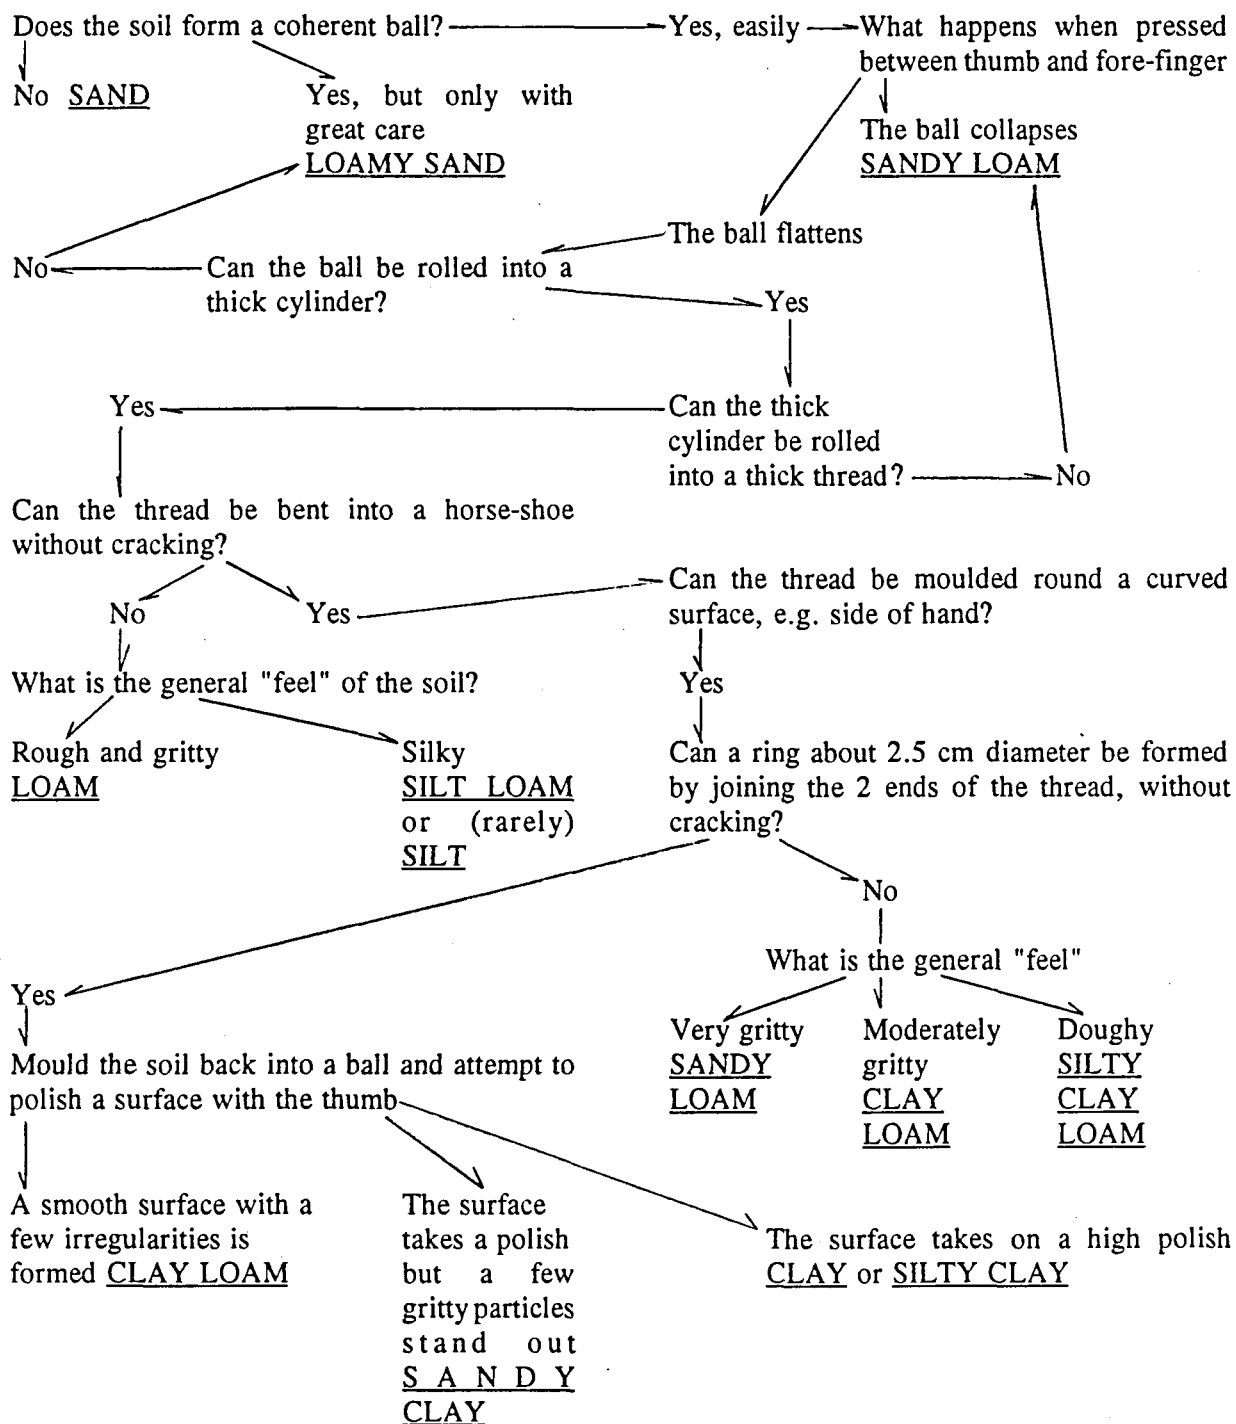 Does the soil form a coherent ball?
Yes, easily
What happens when pressed
between thumb and fore-finger
No SAND
Yes, but only with
great care
LOAMY SAND
The ball collapses
SANDY LOAM
The ball flattens
No
Can the ball be rolled into a
thick cylinder?
Yes
Yes
Can the thick
cylinder be rolled
into a thick thread?
No
Can the thread be bent into a horse-shoe
without cracking?
No
Yes
Can the thread be moulded round a curved
surface, e.g. side of hand?
What is the general "feel" of the soil?
Yes
Rough and gritty
LOAM
Silky
SILT LOAM
or (rarely)
SILT
Can a ring about 2.5 cm diameter be formed
by joining the 2 ends of the thread, without
cracking?
No
What is the general "feel"
Yes
Very gritty
SANDY
LOAM
Moderately
gritty
CLAY
LOAM
Doughy
SILTY
CLAY
LOAM
Mould the soil back into a ball and attempt to
polish a surface with the thumb
A smooth surface with a
few irregularities is
formed CLAY LOAM
The surface
takes a polish
but a few
gritty particles
stand out
SANDY
CLAY
The surface takes on a high polish
CLAY or SILTY CLAY